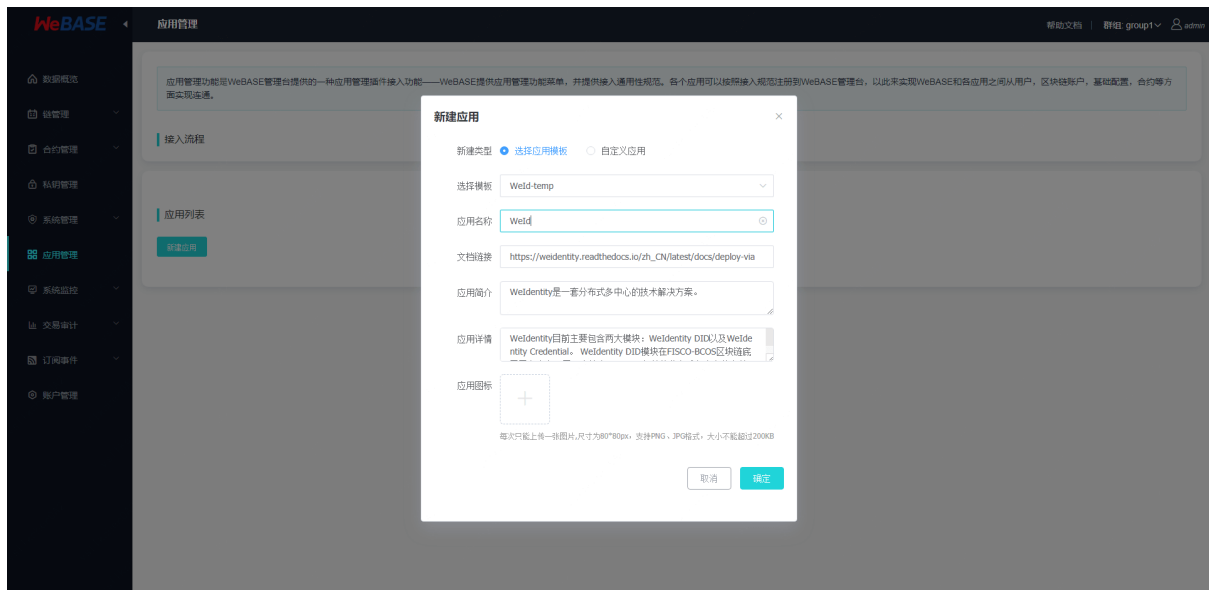 WeBASE
应用管理
帮助文档
群组: group1
admin
数据概览
链管理
合约管理
私钥管理
系统管理
应用管理
系统监控
交易审计
订阅事件
账户管理
应用管理功能是WeBASE管理台提供的一种应用管理插件接入功能——WeBASE提供应用管理功能菜单，并提供接入通用性规范。各个应用可以按照接入规范注册到WeBASE管理台，以此来实现WeBASE和各应用之间从用户，区块链账户，基础配置，合约等方
面实现连通。
接入流程
应用列表
新建应用
新建应用
新建类型 选择应用模板 自定义应用
选择模板 WeId-temp
应用名称 WeId
文档链接 https://weidentity.readthedocs.io/zh_CN/latest/docs/deploy-via
应用简介 WeIdentity是一套分布式多中心的技术解决方案。
应用详情 WeIdentity目前主要包含两大模块：WeIdentity DID以及WeIde
ntity Credential。 WeIdentity DID模块在FISCO-BCOS区块链底
应用图标
每次只能上传一张图片,尺寸为80*80px，支持PNG、JPG格式，大小不能超过200KB
取消
确定